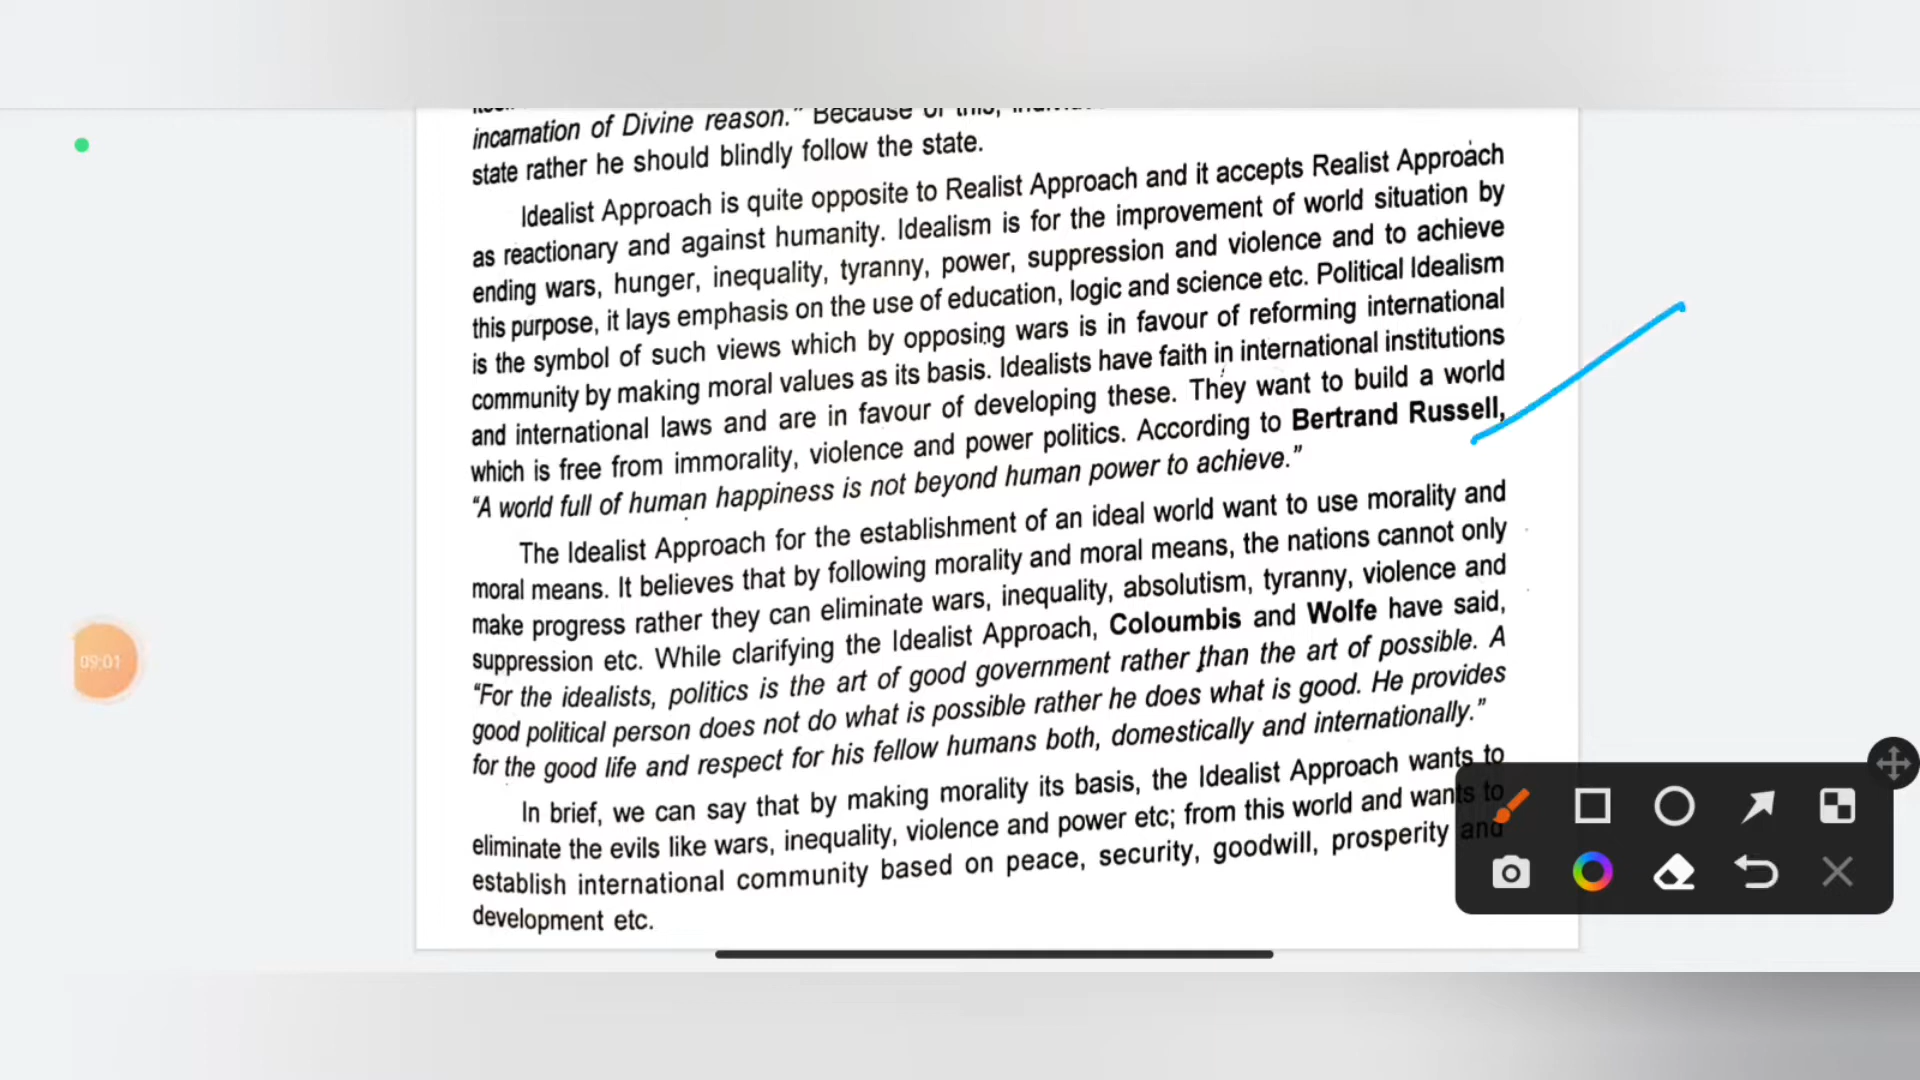 incarnation of Divine reason." Because of this,
state rather he should blindly follow the state.
Idealist Approach is quite opposite to Realist Approach and it accepts Realist Approach
as reactionary and against humanity. Idealism is for the improvement of world situation by
ending wars, hunger, inequality, tyranny, power, suppression and violence and to achieve
this purpose, it lays emphasis on the use of education, logic and science etc. Political Idealism
is the symbol of such views which by opposing wars is in favour of reforming international
community by making moral values as its basis. Idealists have faith in international institutions
and international laws and are in favour of developing these. They want to build a world
which is free from immorality, violence and power politics. According to Bertrand Russell,
"A world full of human happiness is not beyond human power to achieve."
The Idealist Approach for the establishment of an ideal world want to use morality and
moral means. It believes that by following morality and moral means, the nations cannot only
make progress rather they can eliminate wars, inequality, absolutism, tyranny, violence and
suppression etc. While clarifying the Idealist Approach, Coloumbis and Wolfe have said,
"For the idealists, politics is the art of good government rather than the art of possible. A
good political person does not do what is possible rather he does what is good. He provides
for the good life and respect for his fellow humans both, domestically and internationally."
In brief, we can say that by making morality its basis, the Idealist Approach wants to
eliminate the evils like wars, inequality, violence and power etc; from this world and wants to
establish international community based on peace, security, goodwill, prosperity and
development etc.
09:01